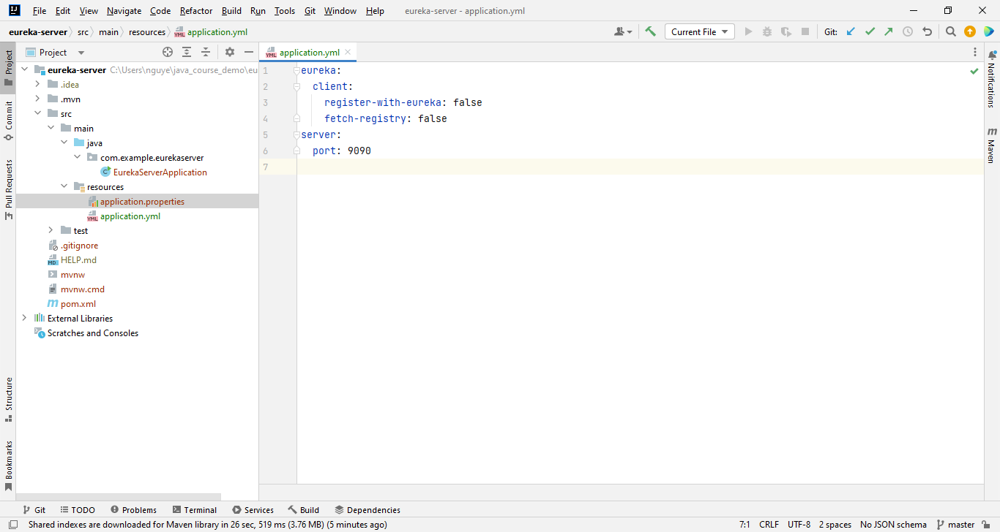 File Edit View Navigate Code Refactor Build Run Tools Git Window Help eureka-server - application.yml
eureka-server src main resources application.yml Current File Git:
Project
application.yml
eureka-server C:\Users\nguye\java_course_demo\eu
.idea
.mvn
src
main
java
com.example.eurekaserver
EurekaServerApplication
resources
application.properties
application.yml
test
.gitignore
HELP.md
mvnw
mvnw.cmd
pom.xml
External Libraries
Scratches and Consoles
1 eureka:
2 client:
3 register-with-eureka: false
4 fetch-registry: false
5 server:
6 port: 9090
7
Project
Commit
Pull Requests
Structure
Bookmarks
Notifications
Maven
Git TODO Problems Terminal Services Build Dependencies
Shared indexes are downloaded for Maven library in 26 sec, 519 ms (3.76 MB) (5 minutes ago) 7:1 CRLF UTF-8 2 spaces No JSON schema master